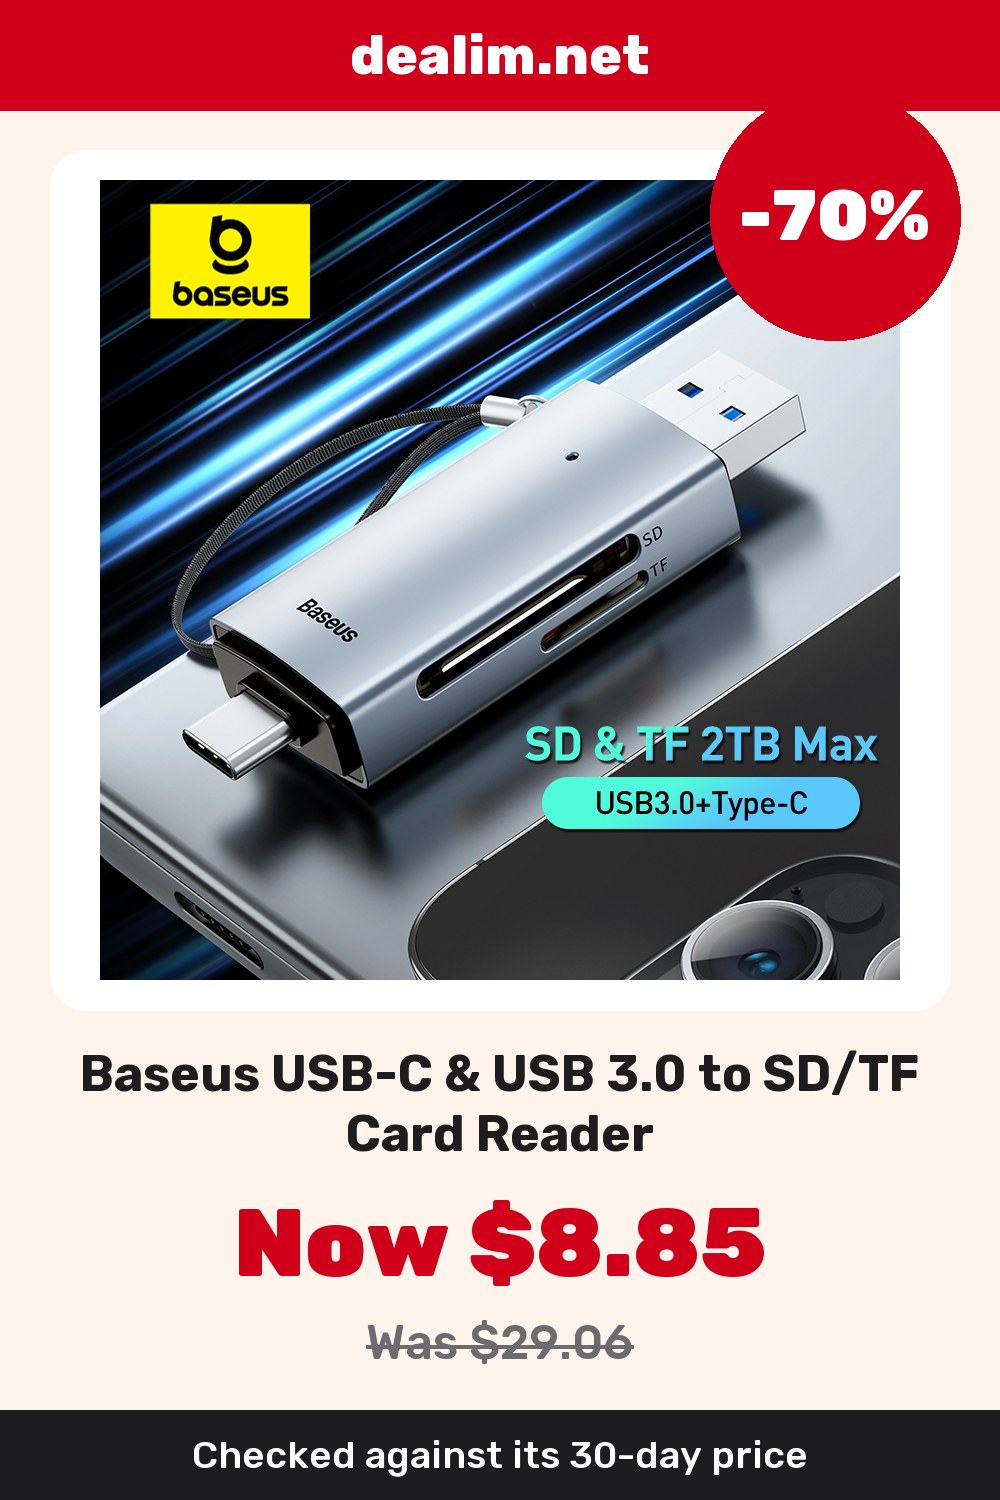 dealim.net
-70%
baseus
SD
TF
Baseus
SD & TF 2TB Max
USB3.0+Type-C
Baseus USB-C & USB 3.0 to SD/TF
Card Reader
Now $8.85
Was $29.06
Checked against its 30-day price